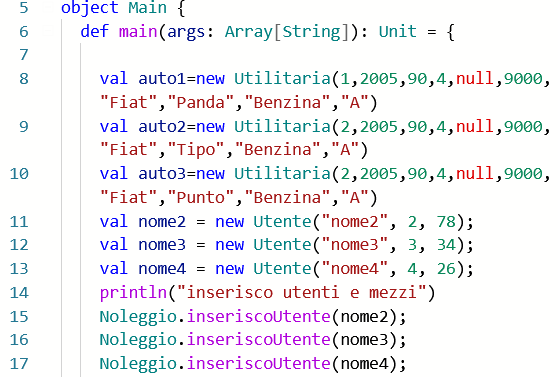 5 object Main {
6 def main(args: Array[String]): Unit = {
7
8 val auto1=new Utilitaria(1,2005,90,4,null,9000,
"Fiat","Panda","Benzina","A")
9 val auto2=new Utilitaria(2,2005,90,4,null,9000,
"Fiat","Tipo","Benzina","A")
10 val auto3=new Utilitaria(2,2005,90,4,null,9000,
"Fiat","Punto","Benzina","A")
11 val nome2 = new Utente("nome2", 2, 78);
12 val nome3 = new Utente("nome3", 3, 34);
13 val nome4 = new Utente("nome4", 4, 26);
14 println("inserisco utenti e mezzi")
15 Noleggio.inseriscoUtente(nome2);
16 Noleggio.inseriscoUtente(nome3);
17 Noleggio.inseriscoUtente(nome4);